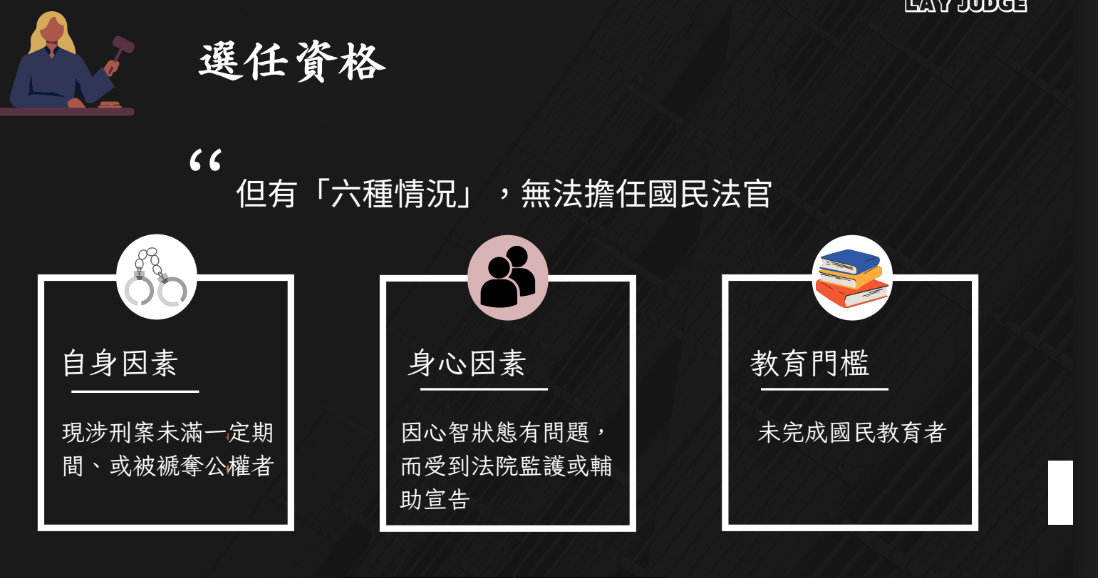 LAY JUDGE
選任資格
“
但有「六種情況」，無法擔任國民法官
自身因素
現涉刑案未滿一定期
間、或被褫奪公權者
身心因素
因心智狀態有問題，
而受到法院監護或輔
助宣告
教育門檻
未完成國民教育者